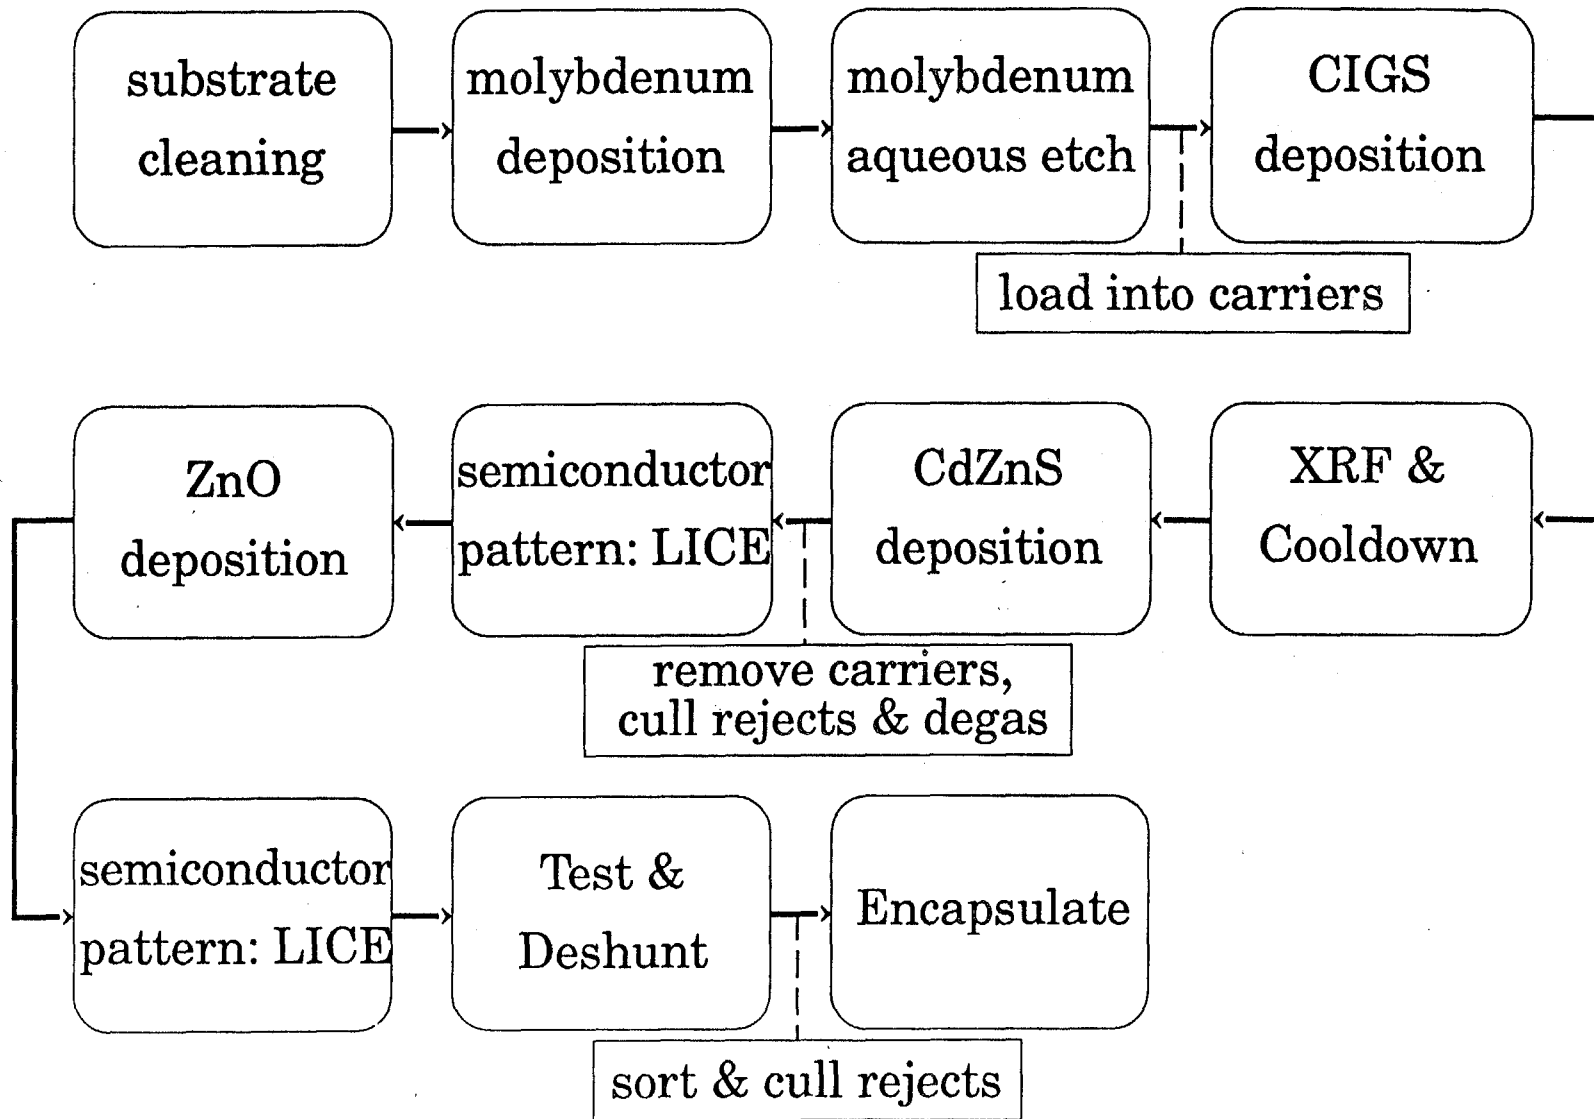 substrate
cleaning
molybdenum
deposition
molybdenum
aqueous etch
CIGS
deposition
load into carriers
XRF &
Cooldown
CdZnS
deposition
semiconductor
pattern: LICE
ZnO
deposition
remove carriers,
cull rejects & degas
semiconductor
pattern: LICE
Test &
Deshunt
Encapsulate
sort & cull rejects